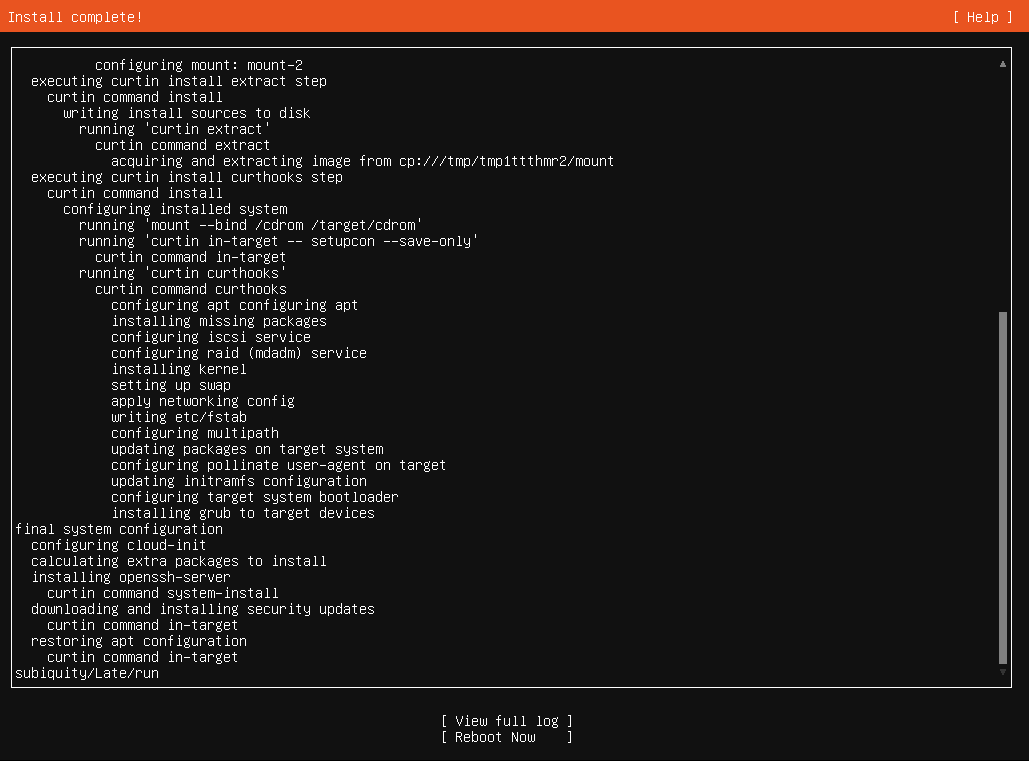 Install complete!
[ Help ]
configuring mount: mount-2
executing curtin install extract step
curtin command install
writing install sources to disk
running 'curtin extract'
curtin command extract
acquiring and extracting image from cp:///tmp/tmp1ttthmr2/mount
executing curtin install curthooks step
curtin command install
configuring installed system
running 'mount --bind /cdrom /target/cdrom'
running 'curtin in-target -- setupcon --save-only'
curtin command in-target
running 'curtin curthooks'
curtin command curthooks
configuring apt configuring apt
installing missing packages
configuring iscsi service
configuring raid (mdadm) service
installing kernel
setting up swap
apply networking config
writing etc/fstab
configuring multipath
updating packages on target system
configuring pollinate user-agent on target
updating initramfs configuration
configuring target system bootloader
installing grub to target devices
final system configuration
configuring cloud-init
calculating extra packages to install
installing openssh-server
curtin command system-install
downloading and installing security updates
curtin command in-target
restoring apt configuration
curtin command in-target
subiquity/Late/run
[ View full log ]
[ Reboot Now    ]